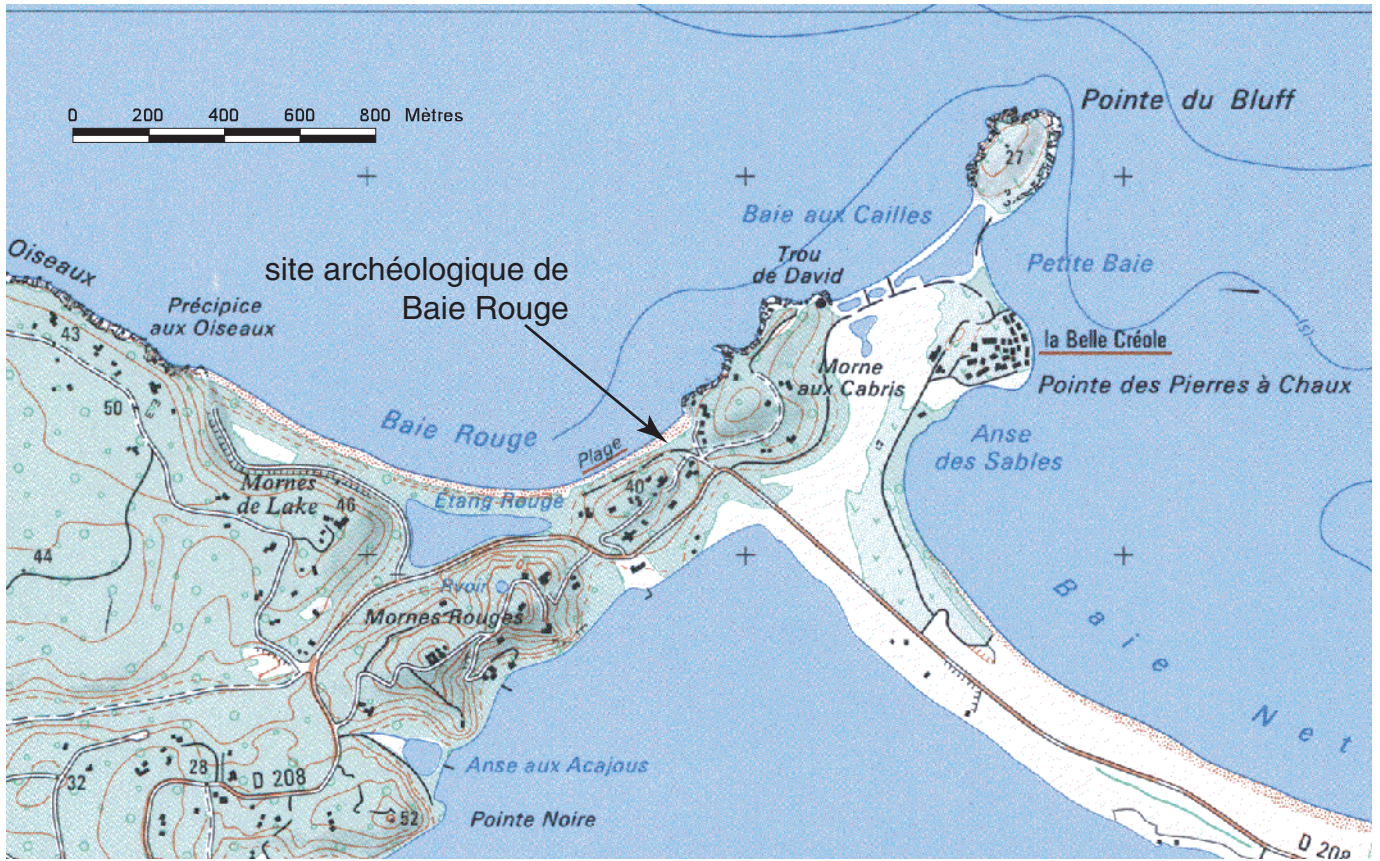 0 200 400 600 800 Mètres
Pointe du Bluff
27
Baie aux Cailles
Oiseaux
site archéologique de
Baie Rouge
Trou
de David
Petite Baie
Précipice
aux Oiseaux
43
la Belle Créole
Morne
aux Cabris
Pointe des Pierres à Chaux
50
Baie Rouge
Plage
Anse
des Sables
Mornes
de Lake
46
40
Étang Rouge
44
Rvoir
Mornes Rouges
Baie Net
Anse aux Acajous
28
32
D 208
52
Pointe Noire
D 208
(s)